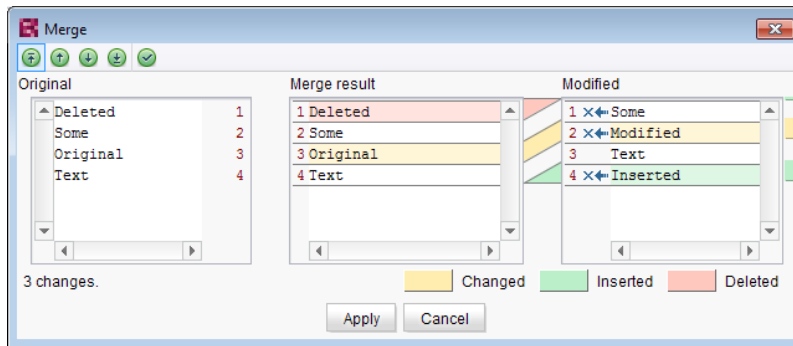 Merge
Original
Merge result
Modified
Deleted 1
Some 2
Original 3
Text 4
1 Deleted
2 Some
3 Original
4 Text
1 Some
2 Modified
3 Text
4 Inserted
3 changes.
Changed
Inserted
Deleted
Apply
Cancel